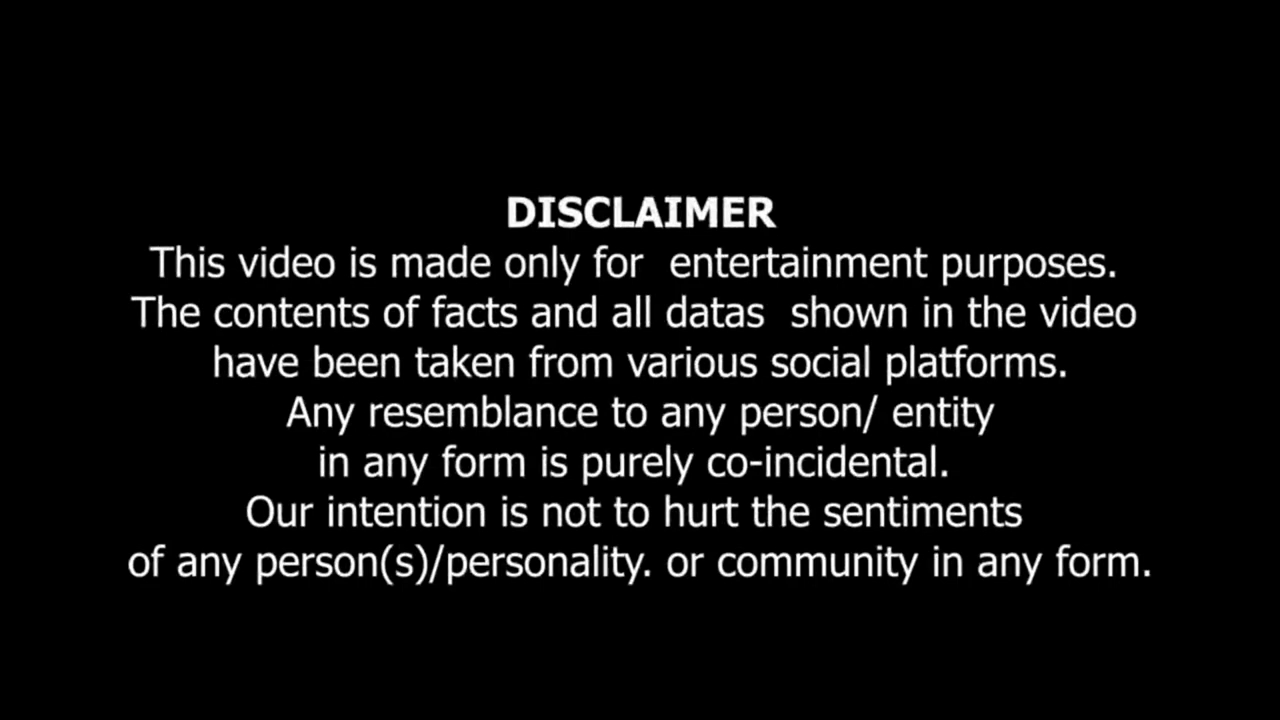 DISCLAIMER
This video is made only for  entertainment purposes.
The contents of facts and all datas  shown in the video
have been taken from various social platforms.
Any resemblance to any person/ entity
in any form is purely co-incidental.
Our intention is not to hurt the sentiments
of any person(s)/personality. or community in any form.